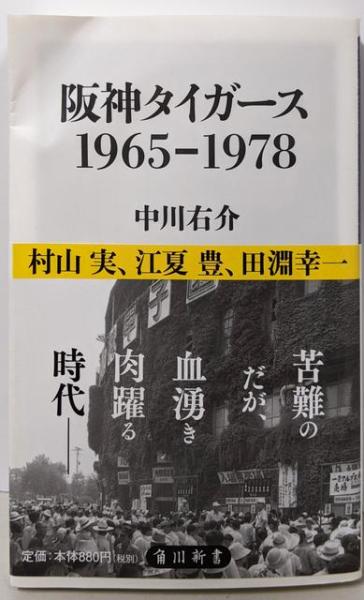 阪神タイガース
1965-1978
中川右介
村山 実、江夏 豊、田淵幸一
苦難の
だが、
血湧き
肉躍る
時代―
定価:本体880円(税別)
角川新書